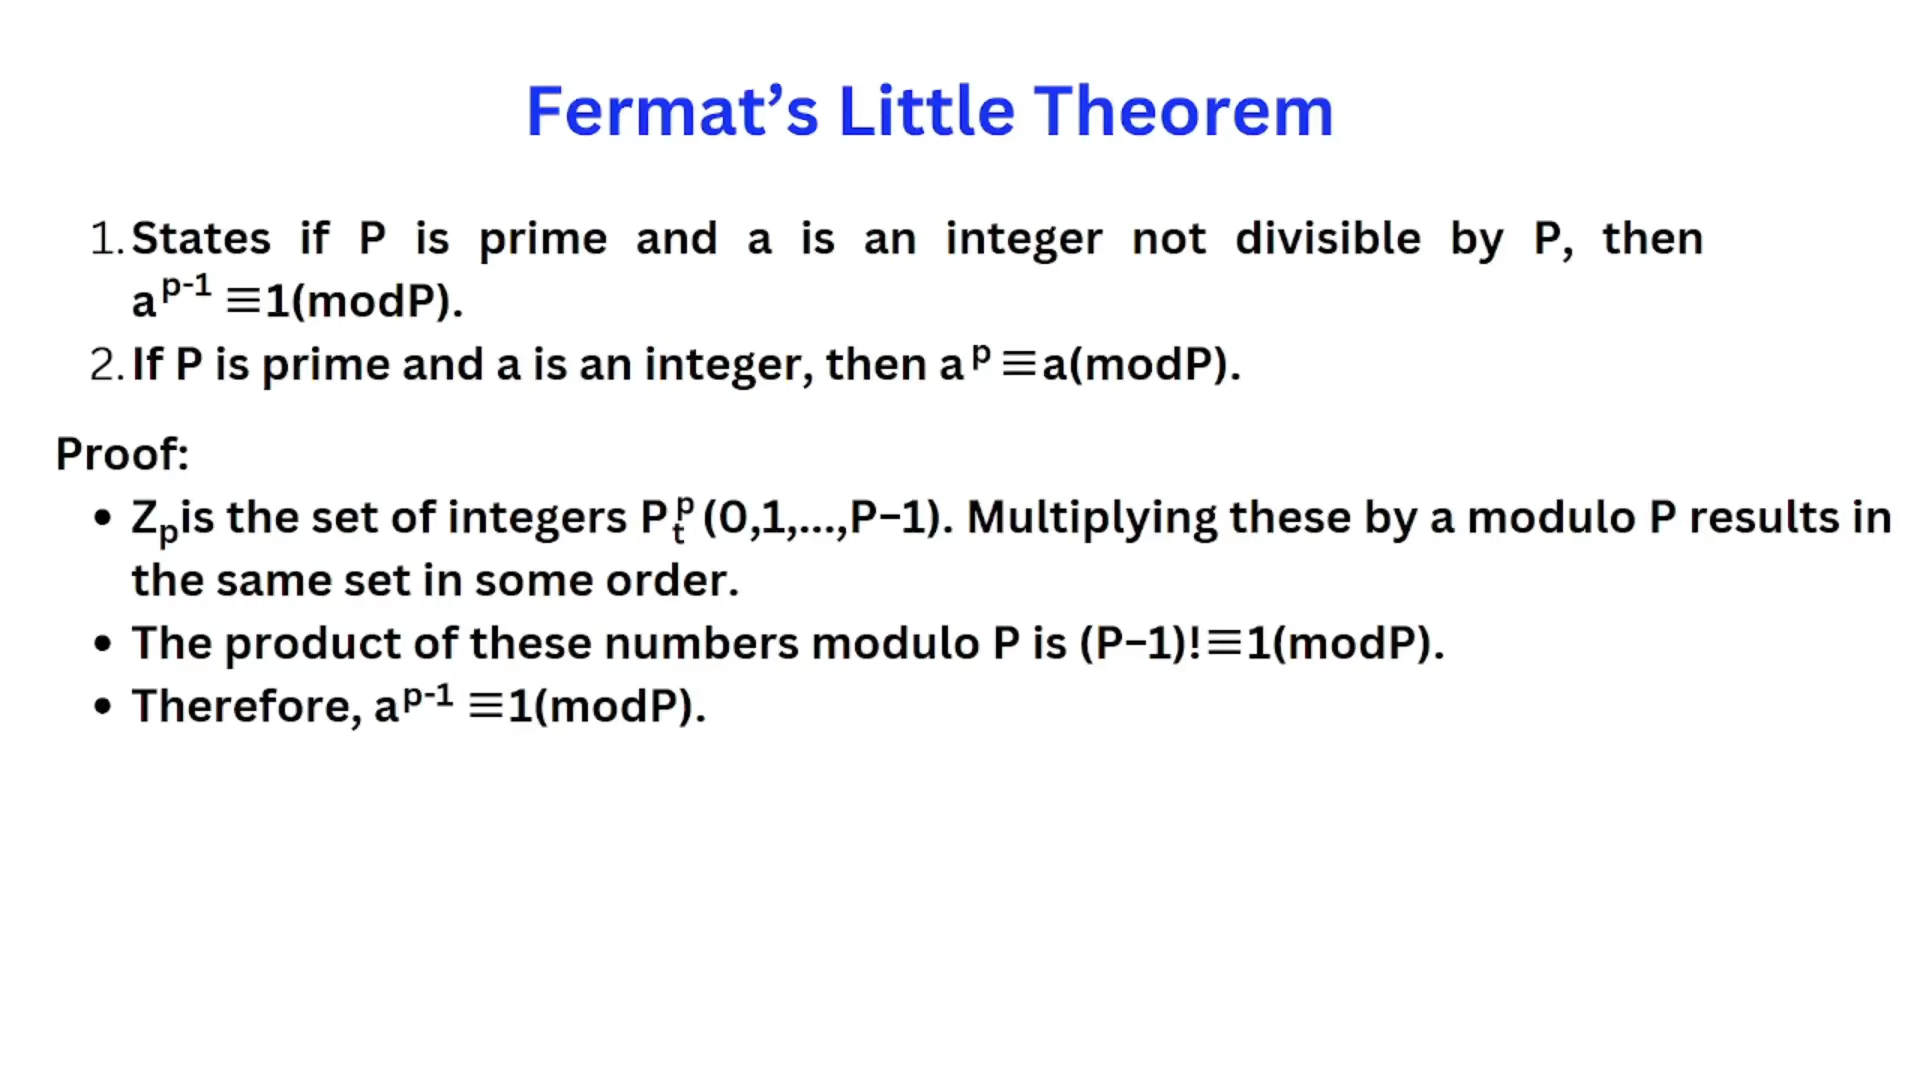 Fermat’s Little Theorem
1. States if P is prime and a is an integer not divisible by P, then
a^{p-1} ≡1(modP).
2. If P is prime and a is an integer, then a^{p} ≡a(modP).
Proof:
• Z_{p}is the set of integers P_{t}^{p}(0,1,...,P−1). Multiplying these by a modulo P results in
the same set in some order.
• The product of these numbers modulo P is (P−1)!≡1(modP).
• Therefore, a^{p-1} ≡1(modP).